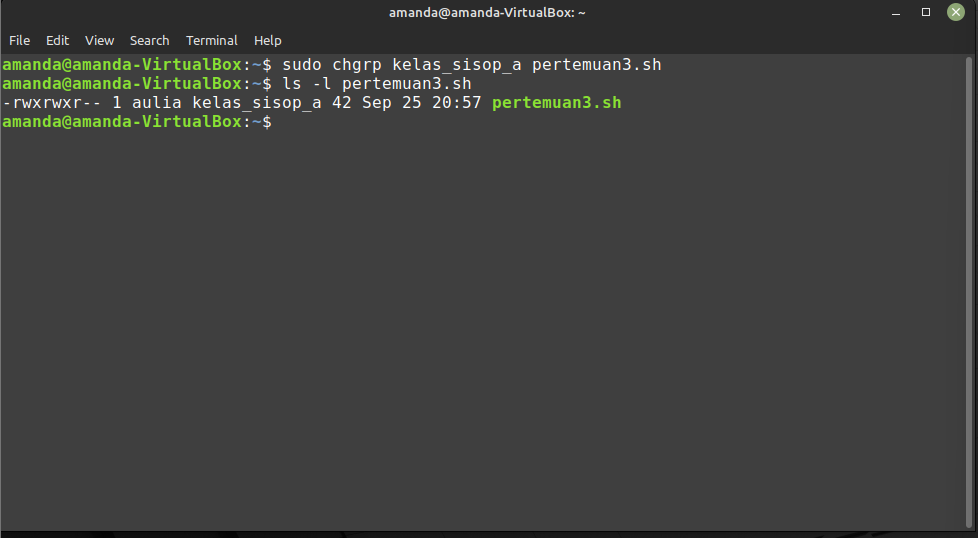 amanda@amanda-VirtualBox: ~
File Edit View Search Terminal Help
amanda@amanda-VirtualBox:~$ sudo chgrp kelas_sisop_a pertemuan3.sh
amanda@amanda-VirtualBox:~$ ls -l pertemuan3.sh
-rwxrwxr-- 1 aulia kelas_sisop_a 42 Sep 25 20:57 pertemuan3.sh
amanda@amanda-VirtualBox:~$